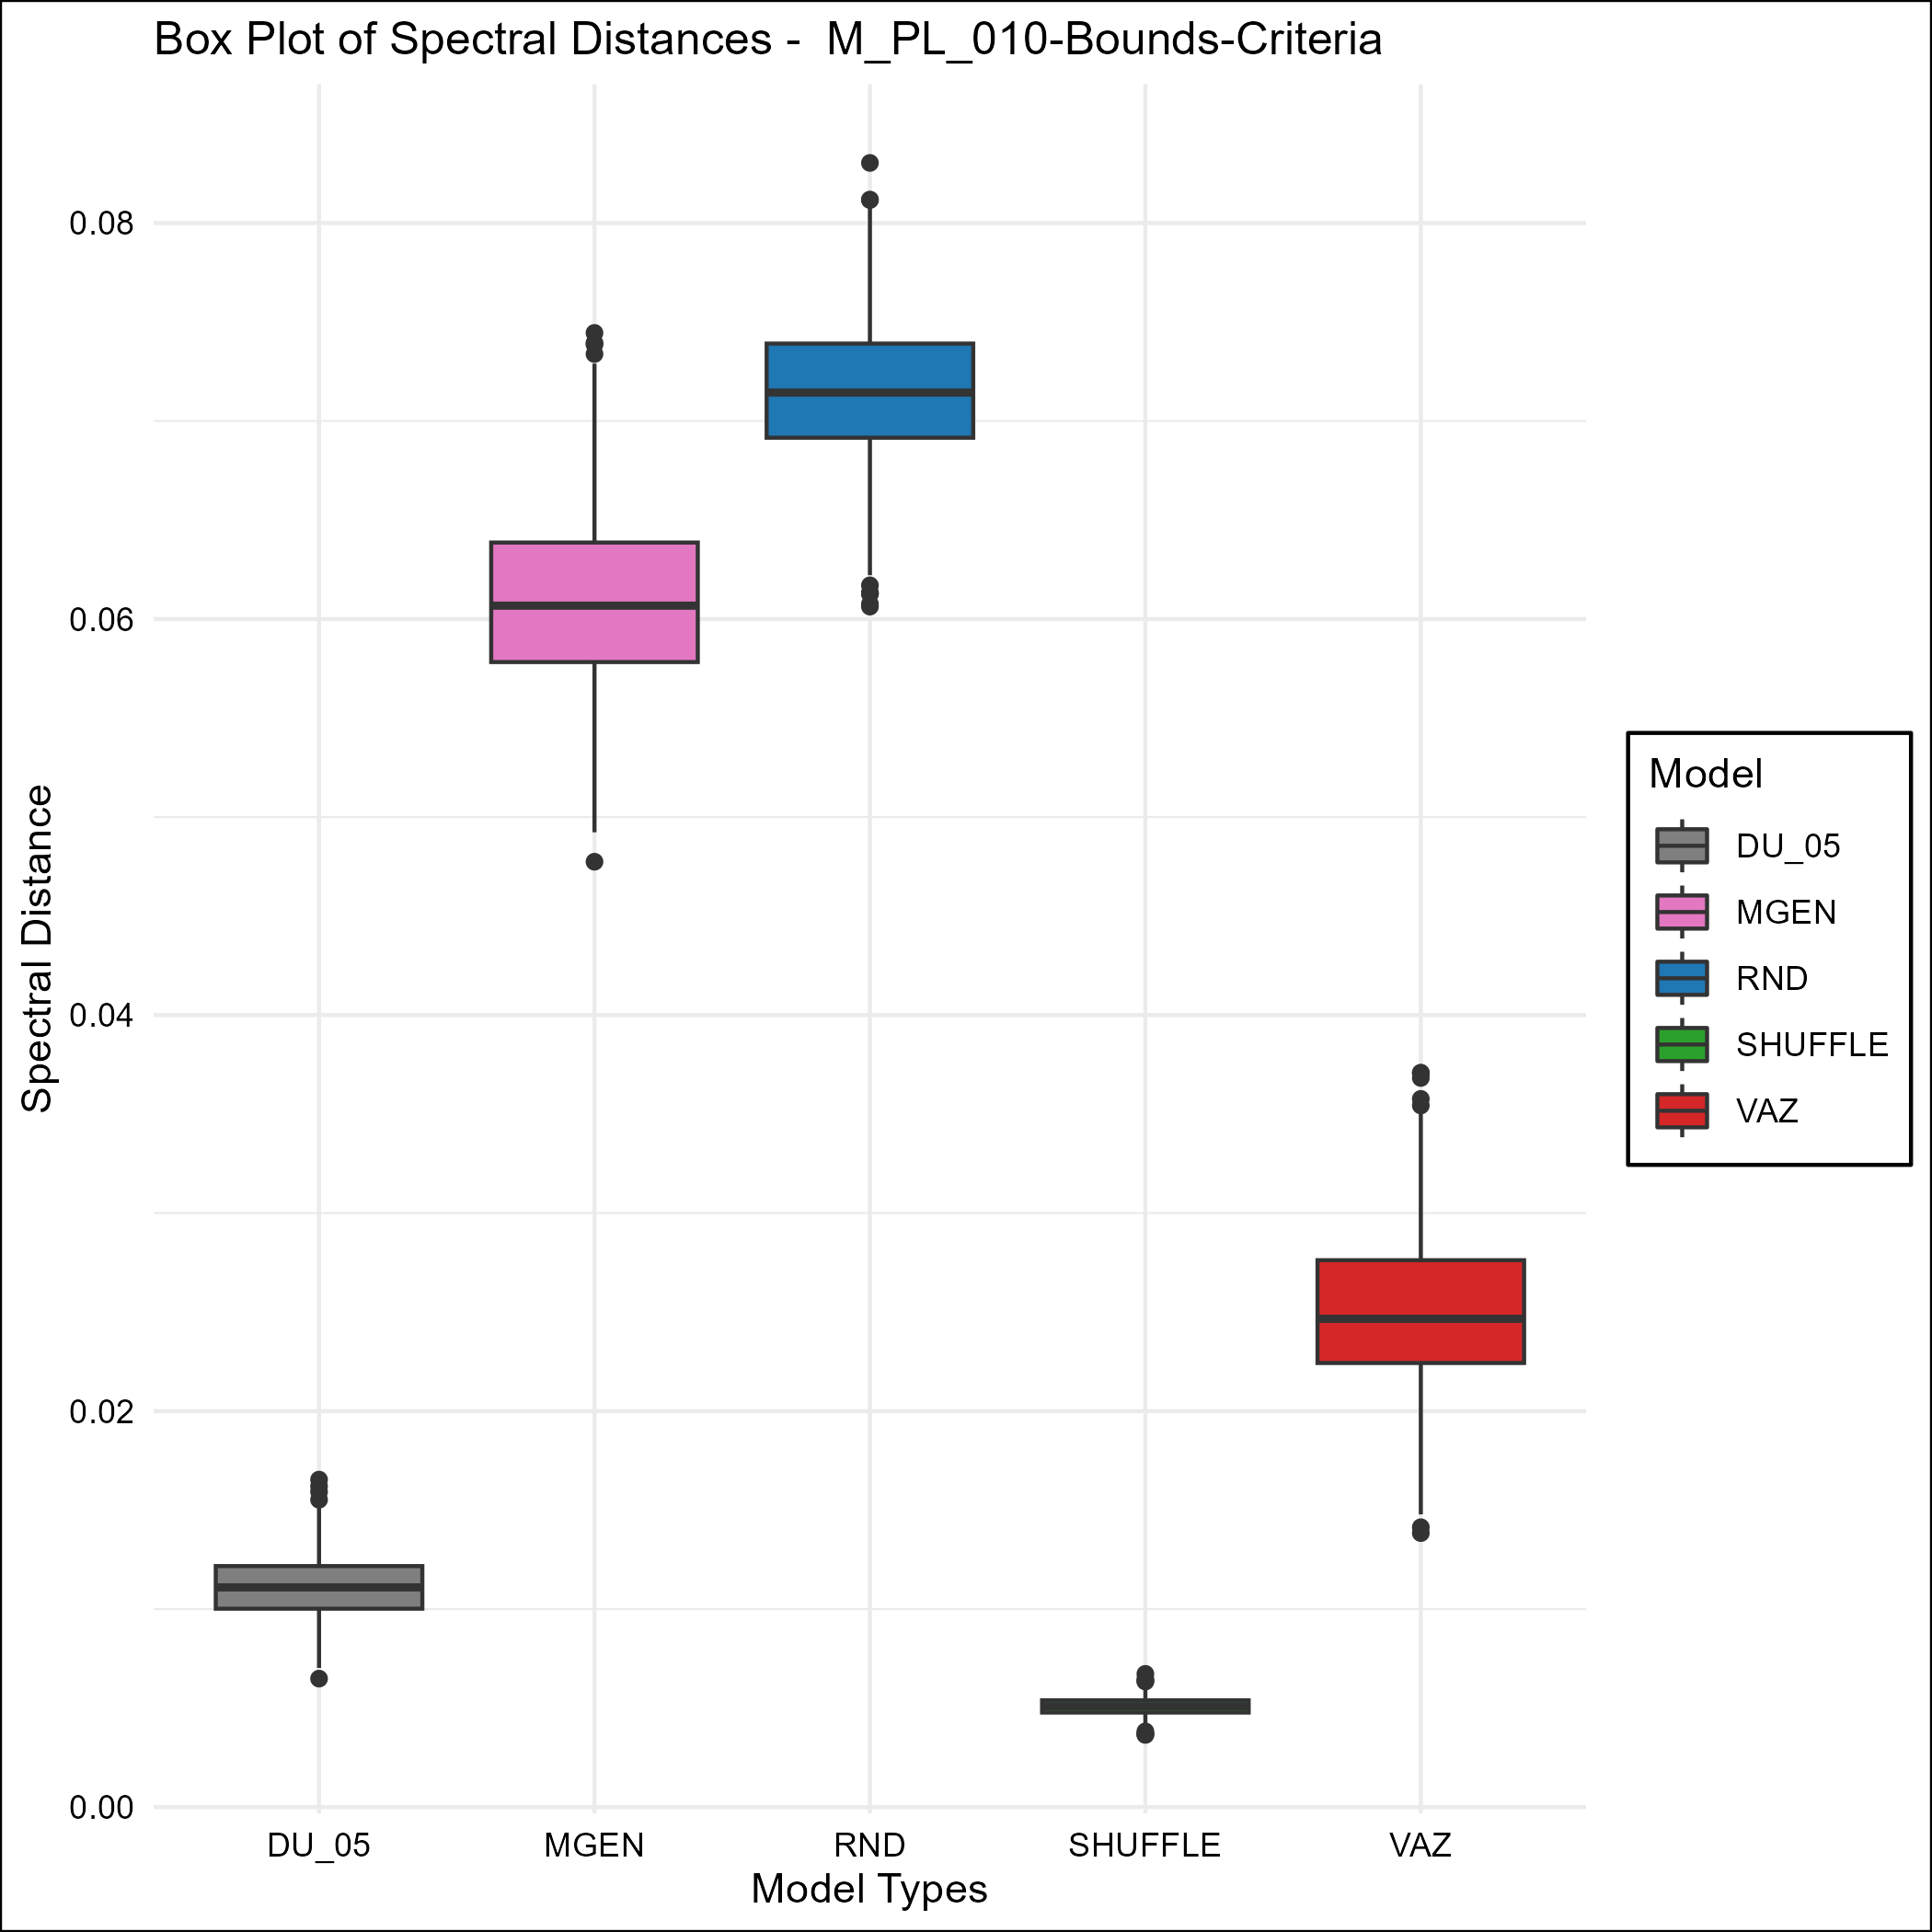 Box Plot of Spectral Distances -  M_PL_010-Bounds-Criteria
Spectral Distance
0.08
0.06
0.04
0.02
0.00
DU_05
MGEN
RND
SHUFFLE
VAZ
Model Types
Model
DU_05
MGEN
RND
SHUFFLE
VAZ